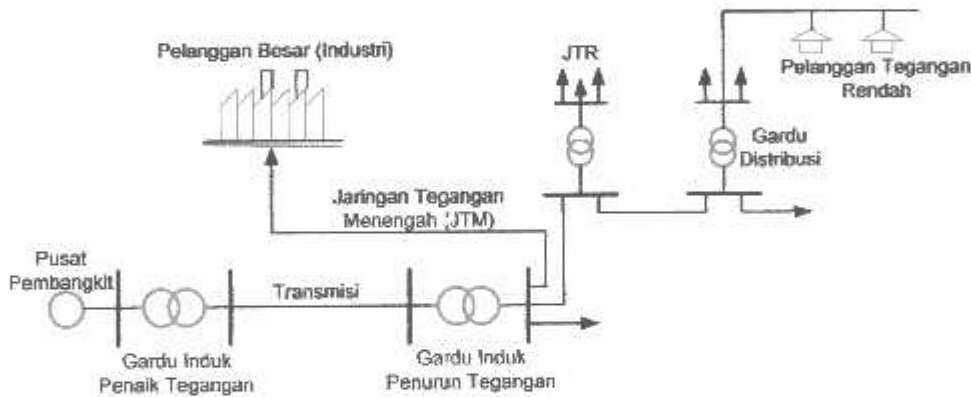 Pelanggan Besar (Industri)
JTR
Pelanggan Tegangan
Rendah
Gardu
Distribusi
Jaringan Tegangan
Menengah (JTM)
Pusat
Pembangkit
Transmisi
Gardu Induk
Penaik Tegangan
Gardu Induk
Penurun Tegangan